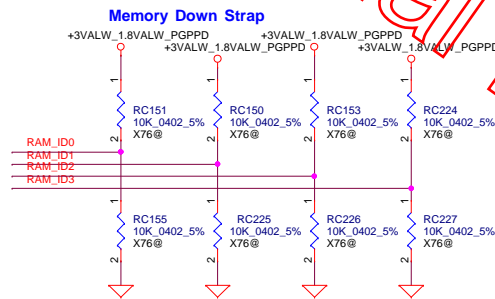 Memory Down Strap
+3VALW_1.8VALW_PGPPD
+3VALW_1.8VALW_PGPPD
+3VALW_1.8VALW_PGPPD
+3VALW_1.8VALW_PGPPD
1 1 1 1
RC151 RC150 RC153 RC224
10K_0402_5% 10K_0402_5% 10K_0402_5% 10K_0402_5%
X76@ X76@ X76@ X76@
2 2 2 2
RAM_ID0
RAM_ID1
RAM_ID2
RAM_ID3
1 1 1 1
RC155 RC225 RC226 RC227
10K_0402_5% 10K_0402_5% 10K_0402_5% 10K_0402_5%
X76@ X76@ X76@ X76@
2 2 2 2